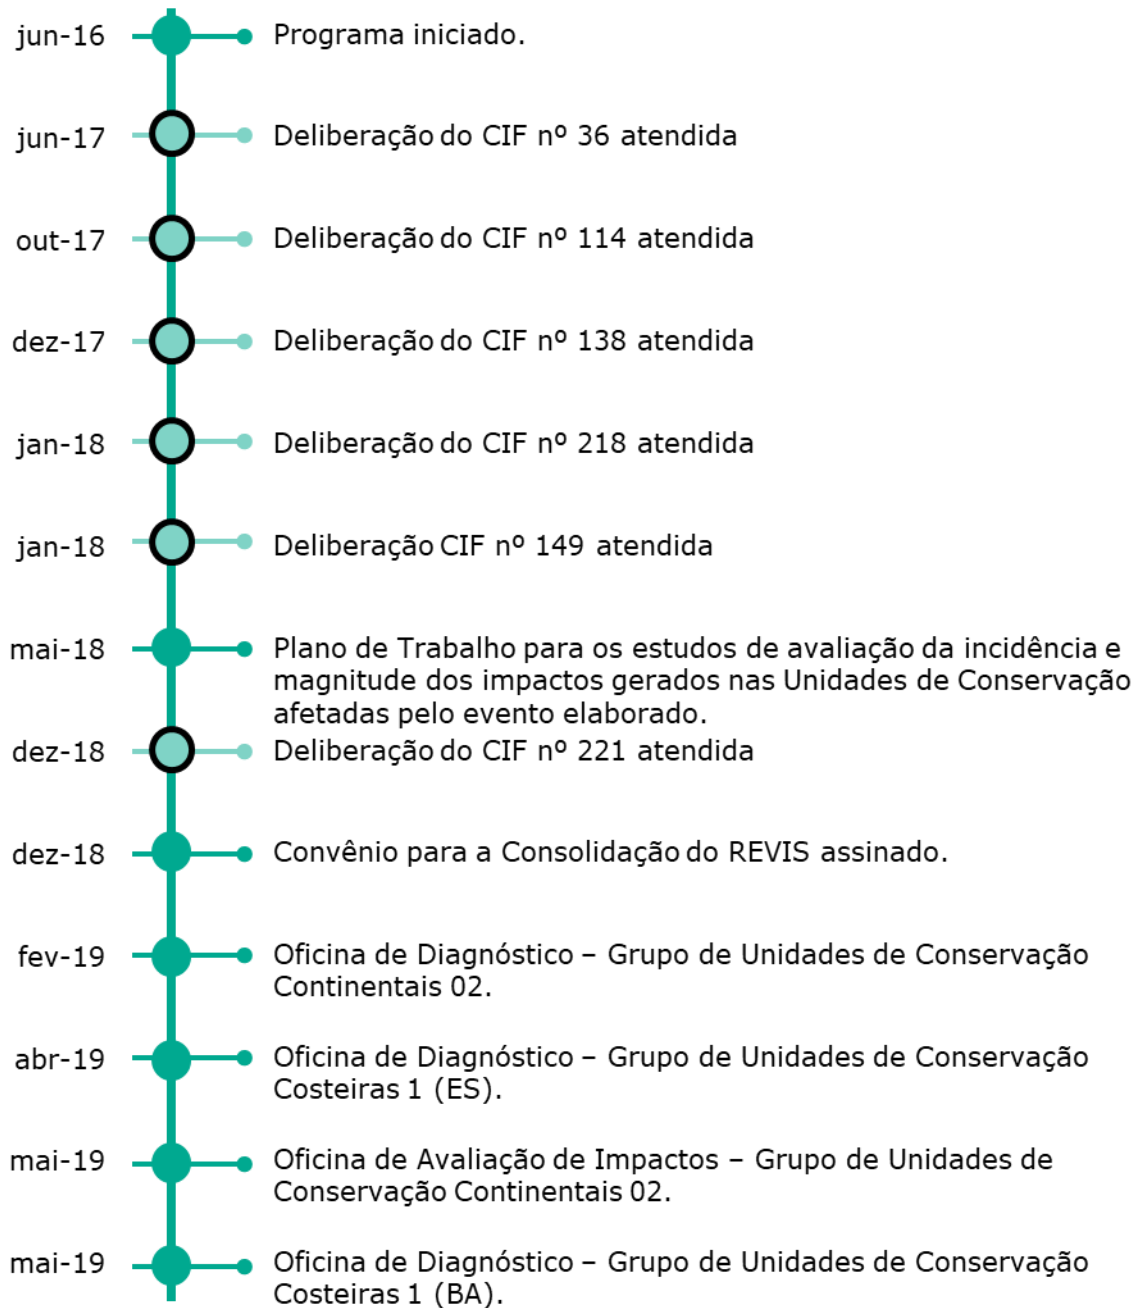 jun-16 Programa iniciado.
jun-17 Deliberação do CIF nº 36 atendida
out-17 Deliberação do CIF nº 114 atendida
dez-17 Deliberação do CIF nº 138 atendida
jan-18 Deliberação do CIF nº 218 atendida
jan-18 Deliberação CIF nº 149 atendida
mai-18 Plano de Trabalho para os estudos de avaliação da incidência e
magnitude dos impactos gerados nas Unidades de Conservação
afetadas pelo evento elaborado.
dez-18 Deliberação do CIF nº 221 atendida
dez-18 Convênio para a Consolidação do REVIS assinado.
fev-19 Oficina de Diagnóstico – Grupo de Unidades de Conservação
Continentais 02.
abr-19 Oficina de Diagnóstico – Grupo de Unidades de Conservação
Costeiras 1 (ES).
mai-19 Oficina de Avaliação de Impactos – Grupo de Unidades de
Conservação Continentais 02.
mai-19 Oficina de Diagnóstico – Grupo de Unidades de Conservação
Costeiras 1 (BA).